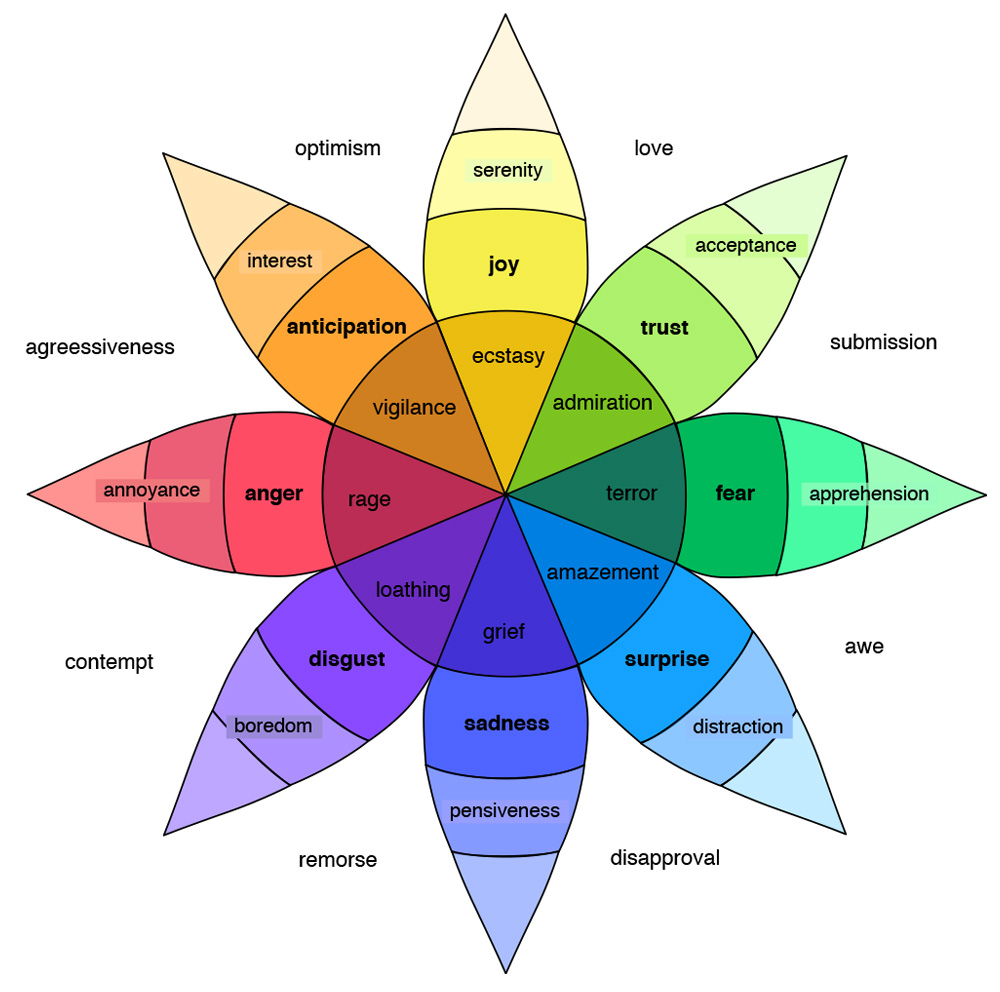 optimism
love
serenity
acceptance
interest
joy
anticipation
trust
agreessiveness
submission
ecstasy
vigilance
admiration
annoyance
anger
rage
terror
fear
apprehension
loathing
amazement
grief
contempt
disgust
surprise
awe
boredom
sadness
distraction
pensiveness
remorse
disapproval